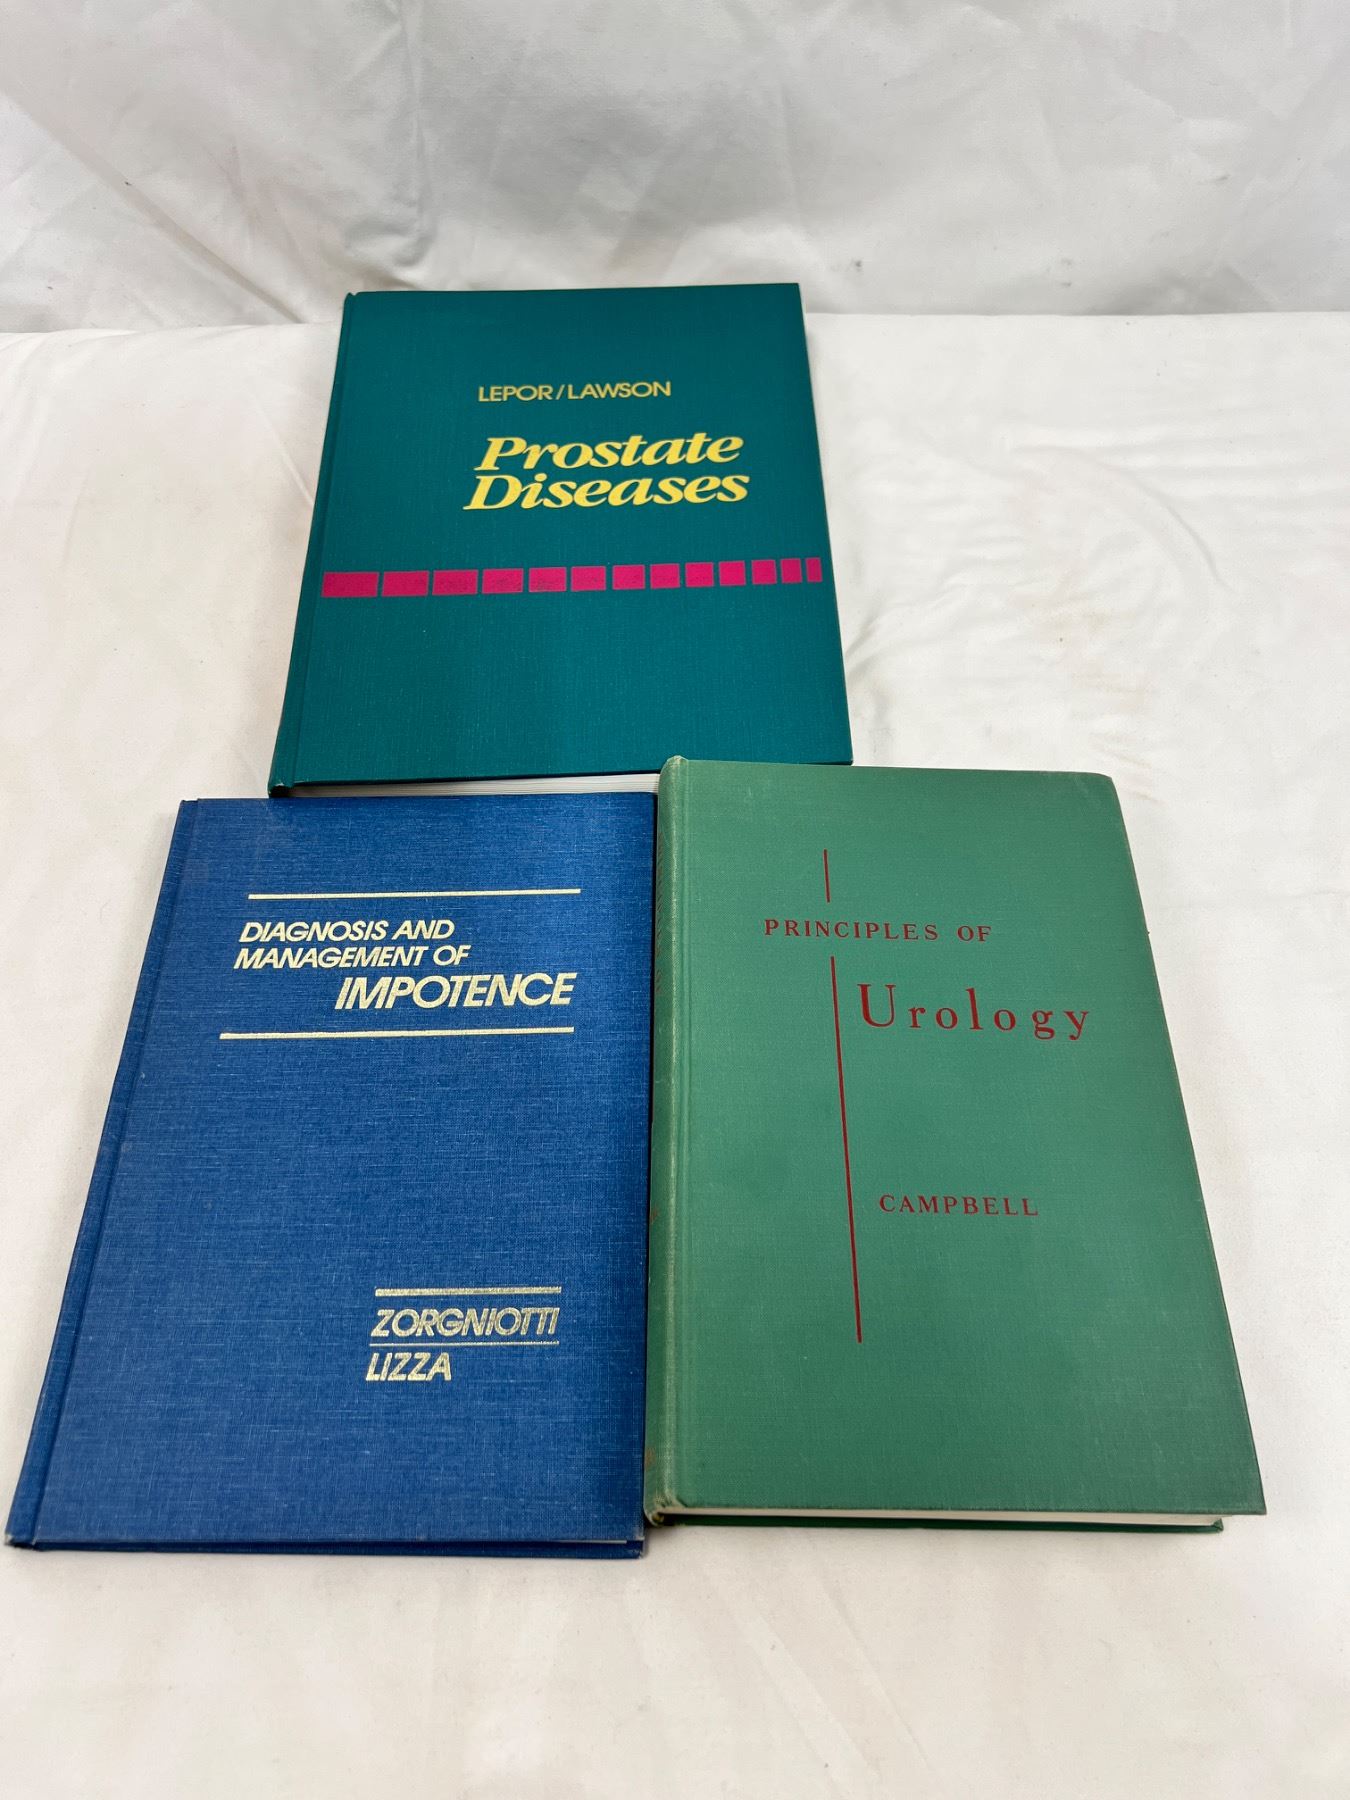 LEPOR/LAWSON
Prostate
Diseases
DIAGNOSIS AND
MANAGEMENT OF
IMPOTENCE
ZORGNIOTTI
LIZZA
PRINCIPLES OF
Urology
CAMPBELL